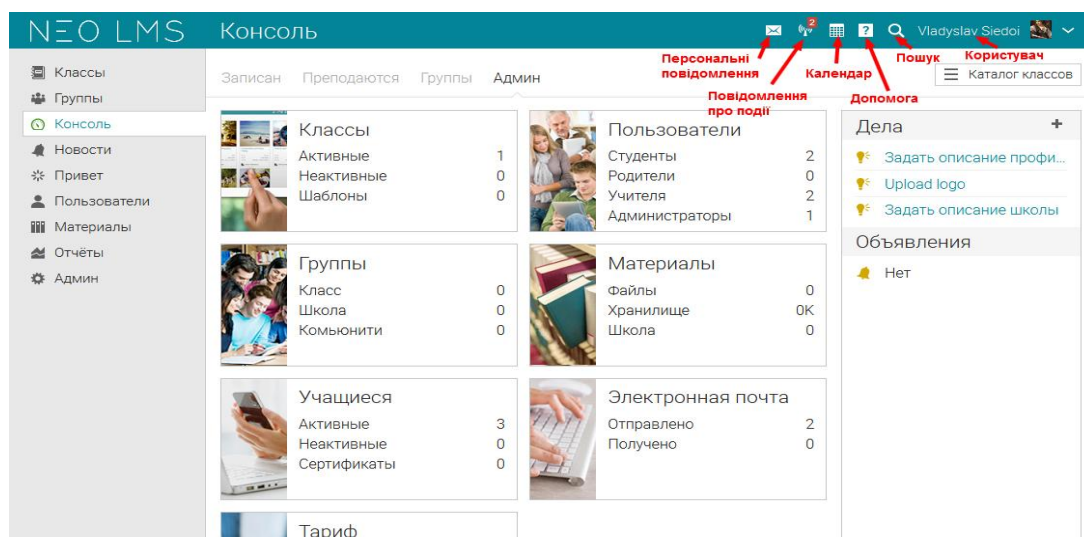 NEO LMS
Консоль
2
Vladyslav Siedoi
Персональні
повідомлення
Повідомлення
про події
Календар
Допомога
Пошук
Користувач
Классы
Группы
Консоль
Новости
Привет
Пользователи
Материалы
Отчёты
Админ
Записан Преподаются Группы Админ
Каталог классов
Классы
Активные 1
Неактивные 0
Шаблоны 0
Пользователи
Студенты 2
Родители 0
Учителя 2
Администраторы 1
Группы
Класс 0
Школа 0
Комьюнити 0
Материалы
Файлы 0
Хранилище 0K
Школа 0
Учащиеся
Активные 3
Неактивные 0
Сертификаты 0
Электронная почта
Отправлено 2
Получено 0
Тариф
Дела +
Задать описание профи...
Upload logo
Задать описание школы
Объявления
Нет